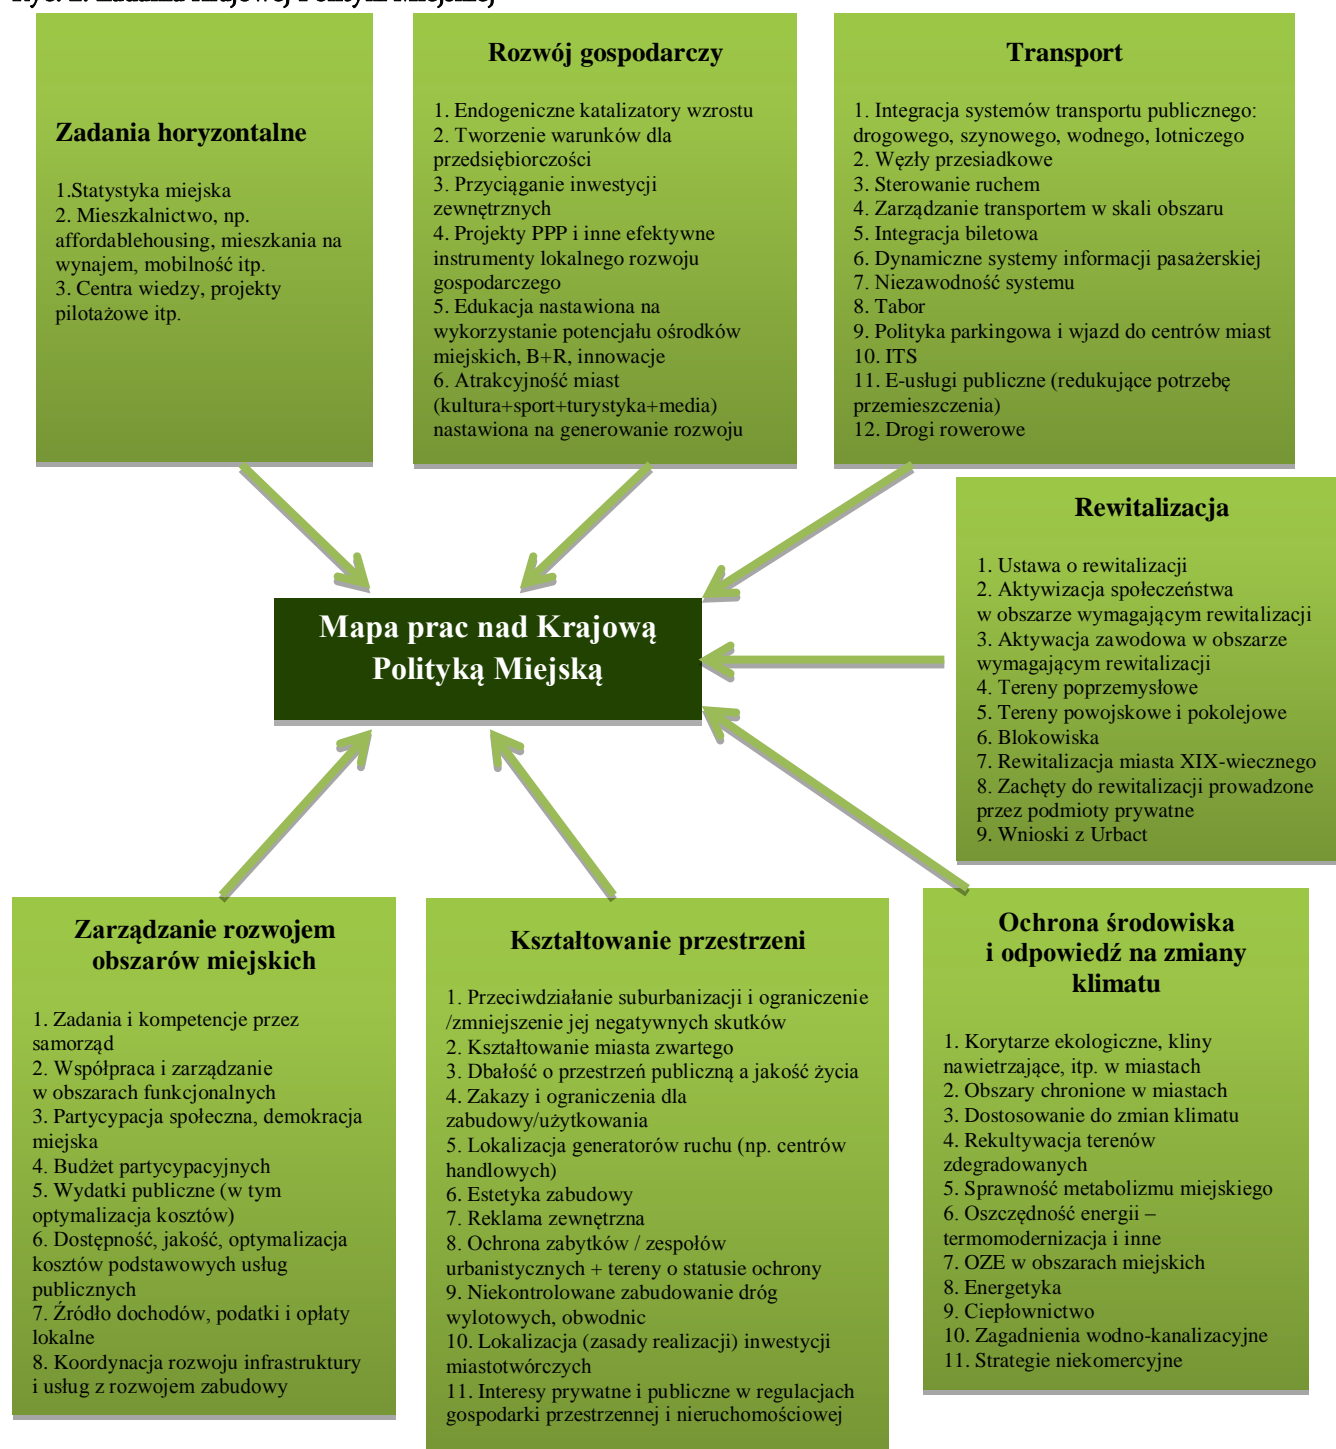 Ryc. 2. Zadania Krajowej Polityki Miejskiej
Zadania horyzontalne
1.Statystyka miejska
2. Mieszkalnictwo, np.
affordablehousing, mieszkania na
wynajem, mobilność itp.
3. Centra wiedzy, projekty
pilotażowe itp.
Rozwój gospodarczy
1. Endogeniczne katalizatory wzrostu
2. Tworzenie warunków dla
przedsiębiorczości
3. Przyciąganie inwestycji
zewnętrznych
4. Projekty PPP i inne efektywne
instrumenty lokalnego rozwoju
gospodarczego
5. Edukacja nastawiona na
wykorzystanie potencjału ośrodków
miejskich, B+R, innowacje
6. Atrakcyjność miast
(kultura+sport+turystyka+media)
nastawiona na generowanie rozwoju
Transport
1. Integracja systemów transportu publicznego:
drogowego, szynowego, wodnego, lotniczego
2. Węzły przesiadkowe
3. Sterowanie ruchem
4. Zarządzanie transportem w skali obszaru
5. Integracja biletowa
6. Dynamiczne systemy informacji pasażerskiej
7. Niezawodność systemu
8. Tabor
9. Polityka parkingowa i wjazd do centrów miast
10. ITS
11. E-usługi publiczne (redukujące potrzebę
przemieszczenia)
12. Drogi rowerowe
Mapa prac nad Krajową
Polityką Miejską
Rewitalizacja
1. Ustawa o rewitalizacji
2. Aktywizacja społeczeństwa
w obszarze wymagającym rewitalizacji
3. Aktywacja zawodowa w obszarze
wymagającym rewitalizacji
4. Tereny poprzemysłowe
5. Tereny powojskowe i pokolejowe
6. Blokowiska
7. Rewitalizacja miasta XIX-wiecznego
8. Zachęty do rewitalizacji prowadzone
przez podmioty prywatne
9. Wnioski z Urbact
Zarządzanie rozwojem
obszarów miejskich
1. Zadania i kompetencje przez
samorząd
2. Współpraca i zarządzanie
w obszarach funkcjonalnych
3. Partycypacja społeczna, demokracja
miejska
4. Budżet partycypacyjnych
5. Wydatki publiczne (w tym
optymalizacja kosztów)
6. Dostępność, jakość, optymalizacja
kosztów podstawowych usług
publicznych
7. Źródło dochodów, podatki i opłaty
lokalne
8. Koordynacja rozwoju infrastruktury
i usług z rozwojem zabudowy
Kształtowanie przestrzeni
1. Przeciwdziałanie suburbanizacji i ograniczenie
/zmniejszenie jej negatywnych skutków
2. Kształtowanie miasta zwartego
3. Dbałość o przestrzeń publiczną a jakość życia
4. Zakazy i ograniczenia dla
zabudowy/użytkowania
5. Lokalizacja generatorów ruchu (np. centrów
handlowych)
6. Estetyka zabudowy
7. Reklama zewnętrzna
8. Ochrona zabytków / zespołów
urbanistycznych + tereny o statusie ochrony
9. Niekontrolowane zabudowanie dróg
wylotowych, obwodnic
10. Lokalizacja (zasady realizacji) inwestycji
miastotwórczych
11. Interesy prywatne i publiczne w regulacjach
gospodarki przestrzennej i nieruchomościowej
Ochrona środowiska
i odpowiedź na zmiany
klimatu
1. Korytarze ekologiczne, kliny
nawietrzające, itp. w miastach
2. Obszary chronione w miastach
3. Dostosowanie do zmian klimatu
4. Rekultywacja terenów
zdegradowanych
5. Sprawność metabolizmu miejskiego
6. Oszczędność energii –
termomodernizacja i inne
7. OZE w obszarach miejskich
8. Energetyka
9. Ciepłownictwo
10. Zagadnienia wodno-kanalizacyjne
11. Strategie niekomercyjne